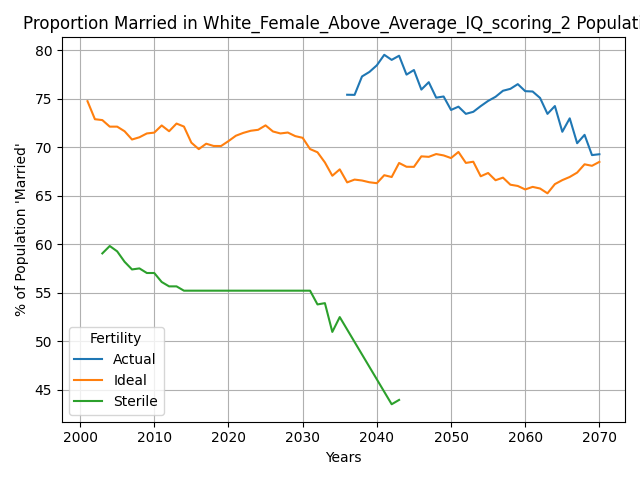 Proportion Married in White_Female_Above_Average_IQ_scoring_2 Populati
80
75
70
65
60
55
50
45
% of Population 'Married'
Fertility
Actual
Ideal
Sterile
2000 2010 2020 2030 2040 2050 2060 2070
Years